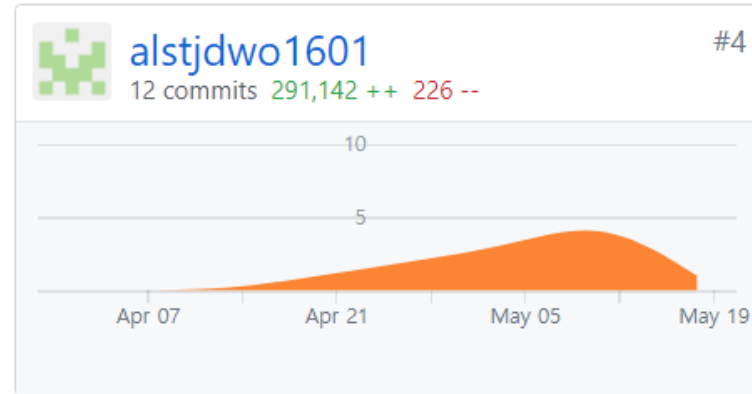 alstjdwo1601
#4
12 commits 291,142 ++ 226 --
10
5
Apr 07 Apr 21 May 05 May 19